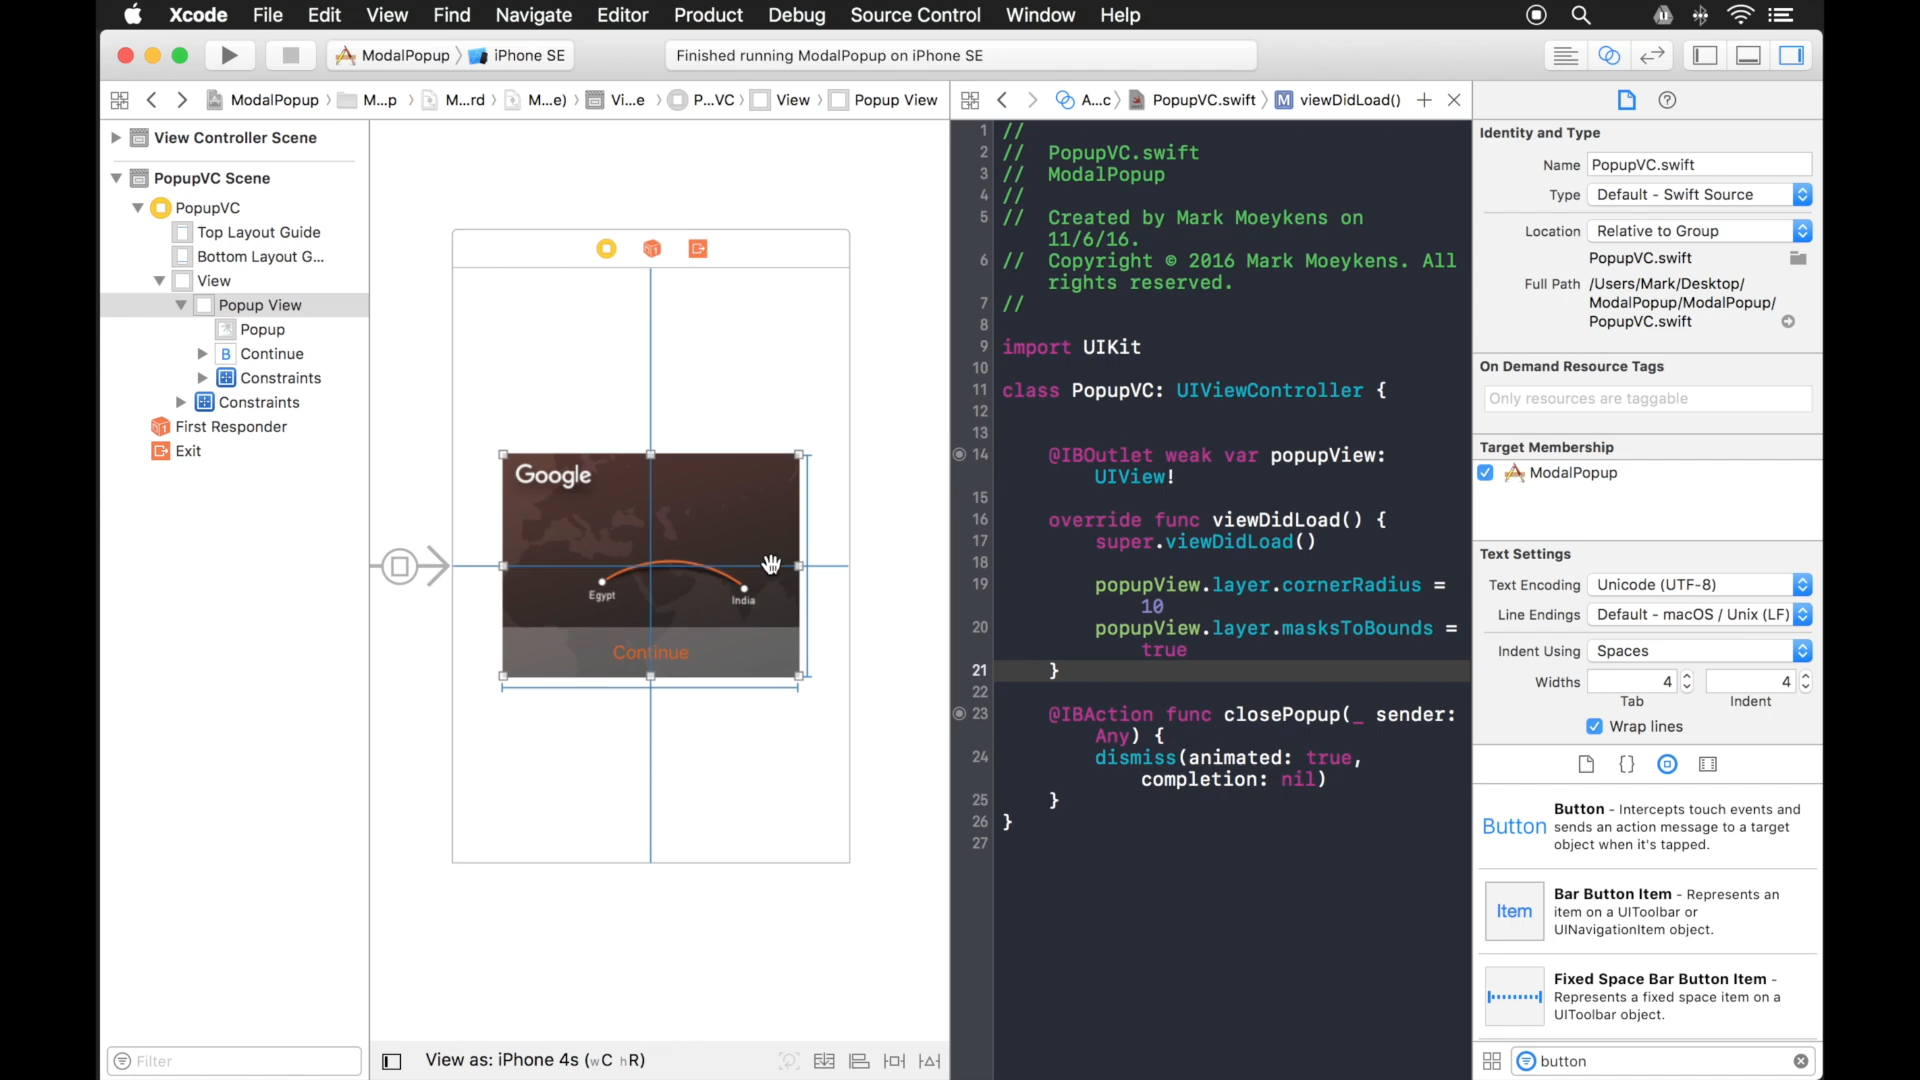 Xcode File Edit View Find Navigate Editor Product Debug Source Control Window Help
ModalPopup iPhone SE
Finished running ModalPopup on iPhone SE
ModalPopup M...p M...rd M...e) Vi...e P...VC View Popup View
A...c PopupVC.swift M viewDidLoad()
View Controller Scene
PopupVC Scene
PopupVC
Top Layout Guide
Bottom Layout G...
View
Popup View
Popup
B Continue
Constraints
Constraints
First Responder
Exit
Filter
Google
Egypt
India
Continue
View as: iPhone 4s (wC hR)
1 //
2 //  PopupVC.swift
3 //  ModalPopup
4 //
5 //  Created by Mark Moeykens on
11/6/16.
6 //  Copyright © 2016 Mark Moeykens. All
rights reserved.
7 //
8
9 import UIKit
10
11 class PopupVC: UIViewController {
12
13
14 @IBOutlet weak var popupView:
UIView!
15
16 override func viewDidLoad() {
17 super.viewDidLoad()
18
19 popupView.layer.cornerRadius =
10
20 popupView.layer.masksToBounds =
true
21 }
22
23 @IBAction func closePopup(_ sender:
Any) {
24 dismiss(animated: true,
completion: nil)
25 }
26 }
27
Identity and Type
Name PopupVC.swift
Type Default - Swift Source
Location Relative to Group
PopupVC.swift
Full Path /Users/Mark/Desktop/
ModalPopup/ModalPopup/
PopupVC.swift
On Demand Resource Tags
Only resources are taggable
Target Membership
ModalPopup
Text Settings
Text Encoding Unicode (UTF-8)
Line Endings Default - macOS / Unix (LF)
Indent Using Spaces
Widths 4 4
Tab Indent
Wrap lines
{}
Button
Button - Intercepts touch events and
sends an action message to a target
object when it's tapped.
Item
Bar Button Item - Represents an
item on a UIToolbar or
UINavigationItem object.
Fixed Space Bar Button Item -
Represents a fixed space item on a
UIToolbar object.
button